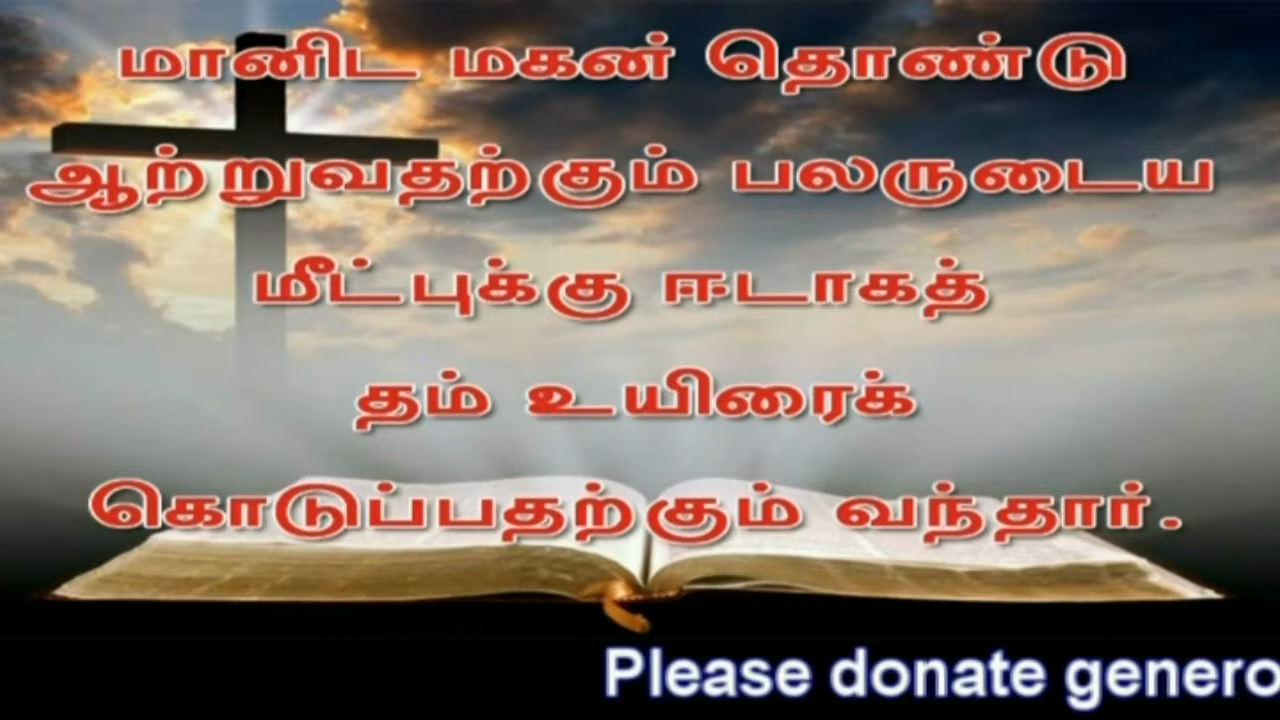 மானிட மகன் தொண்டு
ஆற்றுவதற்கும் பலருடைய
மீட்புக்கு ஈடாகத்
தம் உயிரைக்
கொடுப்பதற்கும் வந்தார்.
Please donate genero